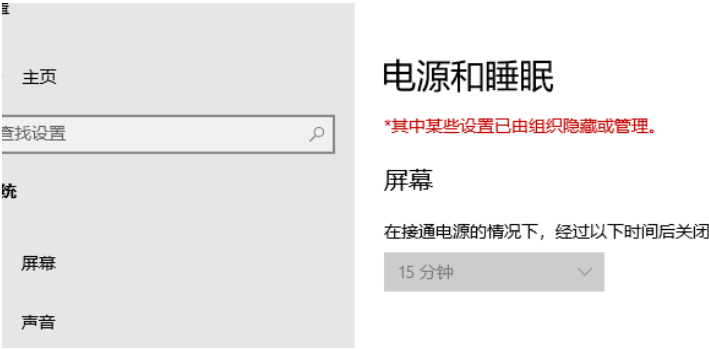 主页
查找设置
统
屏幕
声音
电源和睡眠
*其中某些设置已由组织隐藏或管理。
屏幕
在接通电源的情况下，经过以下时间后关闭
15 分钟